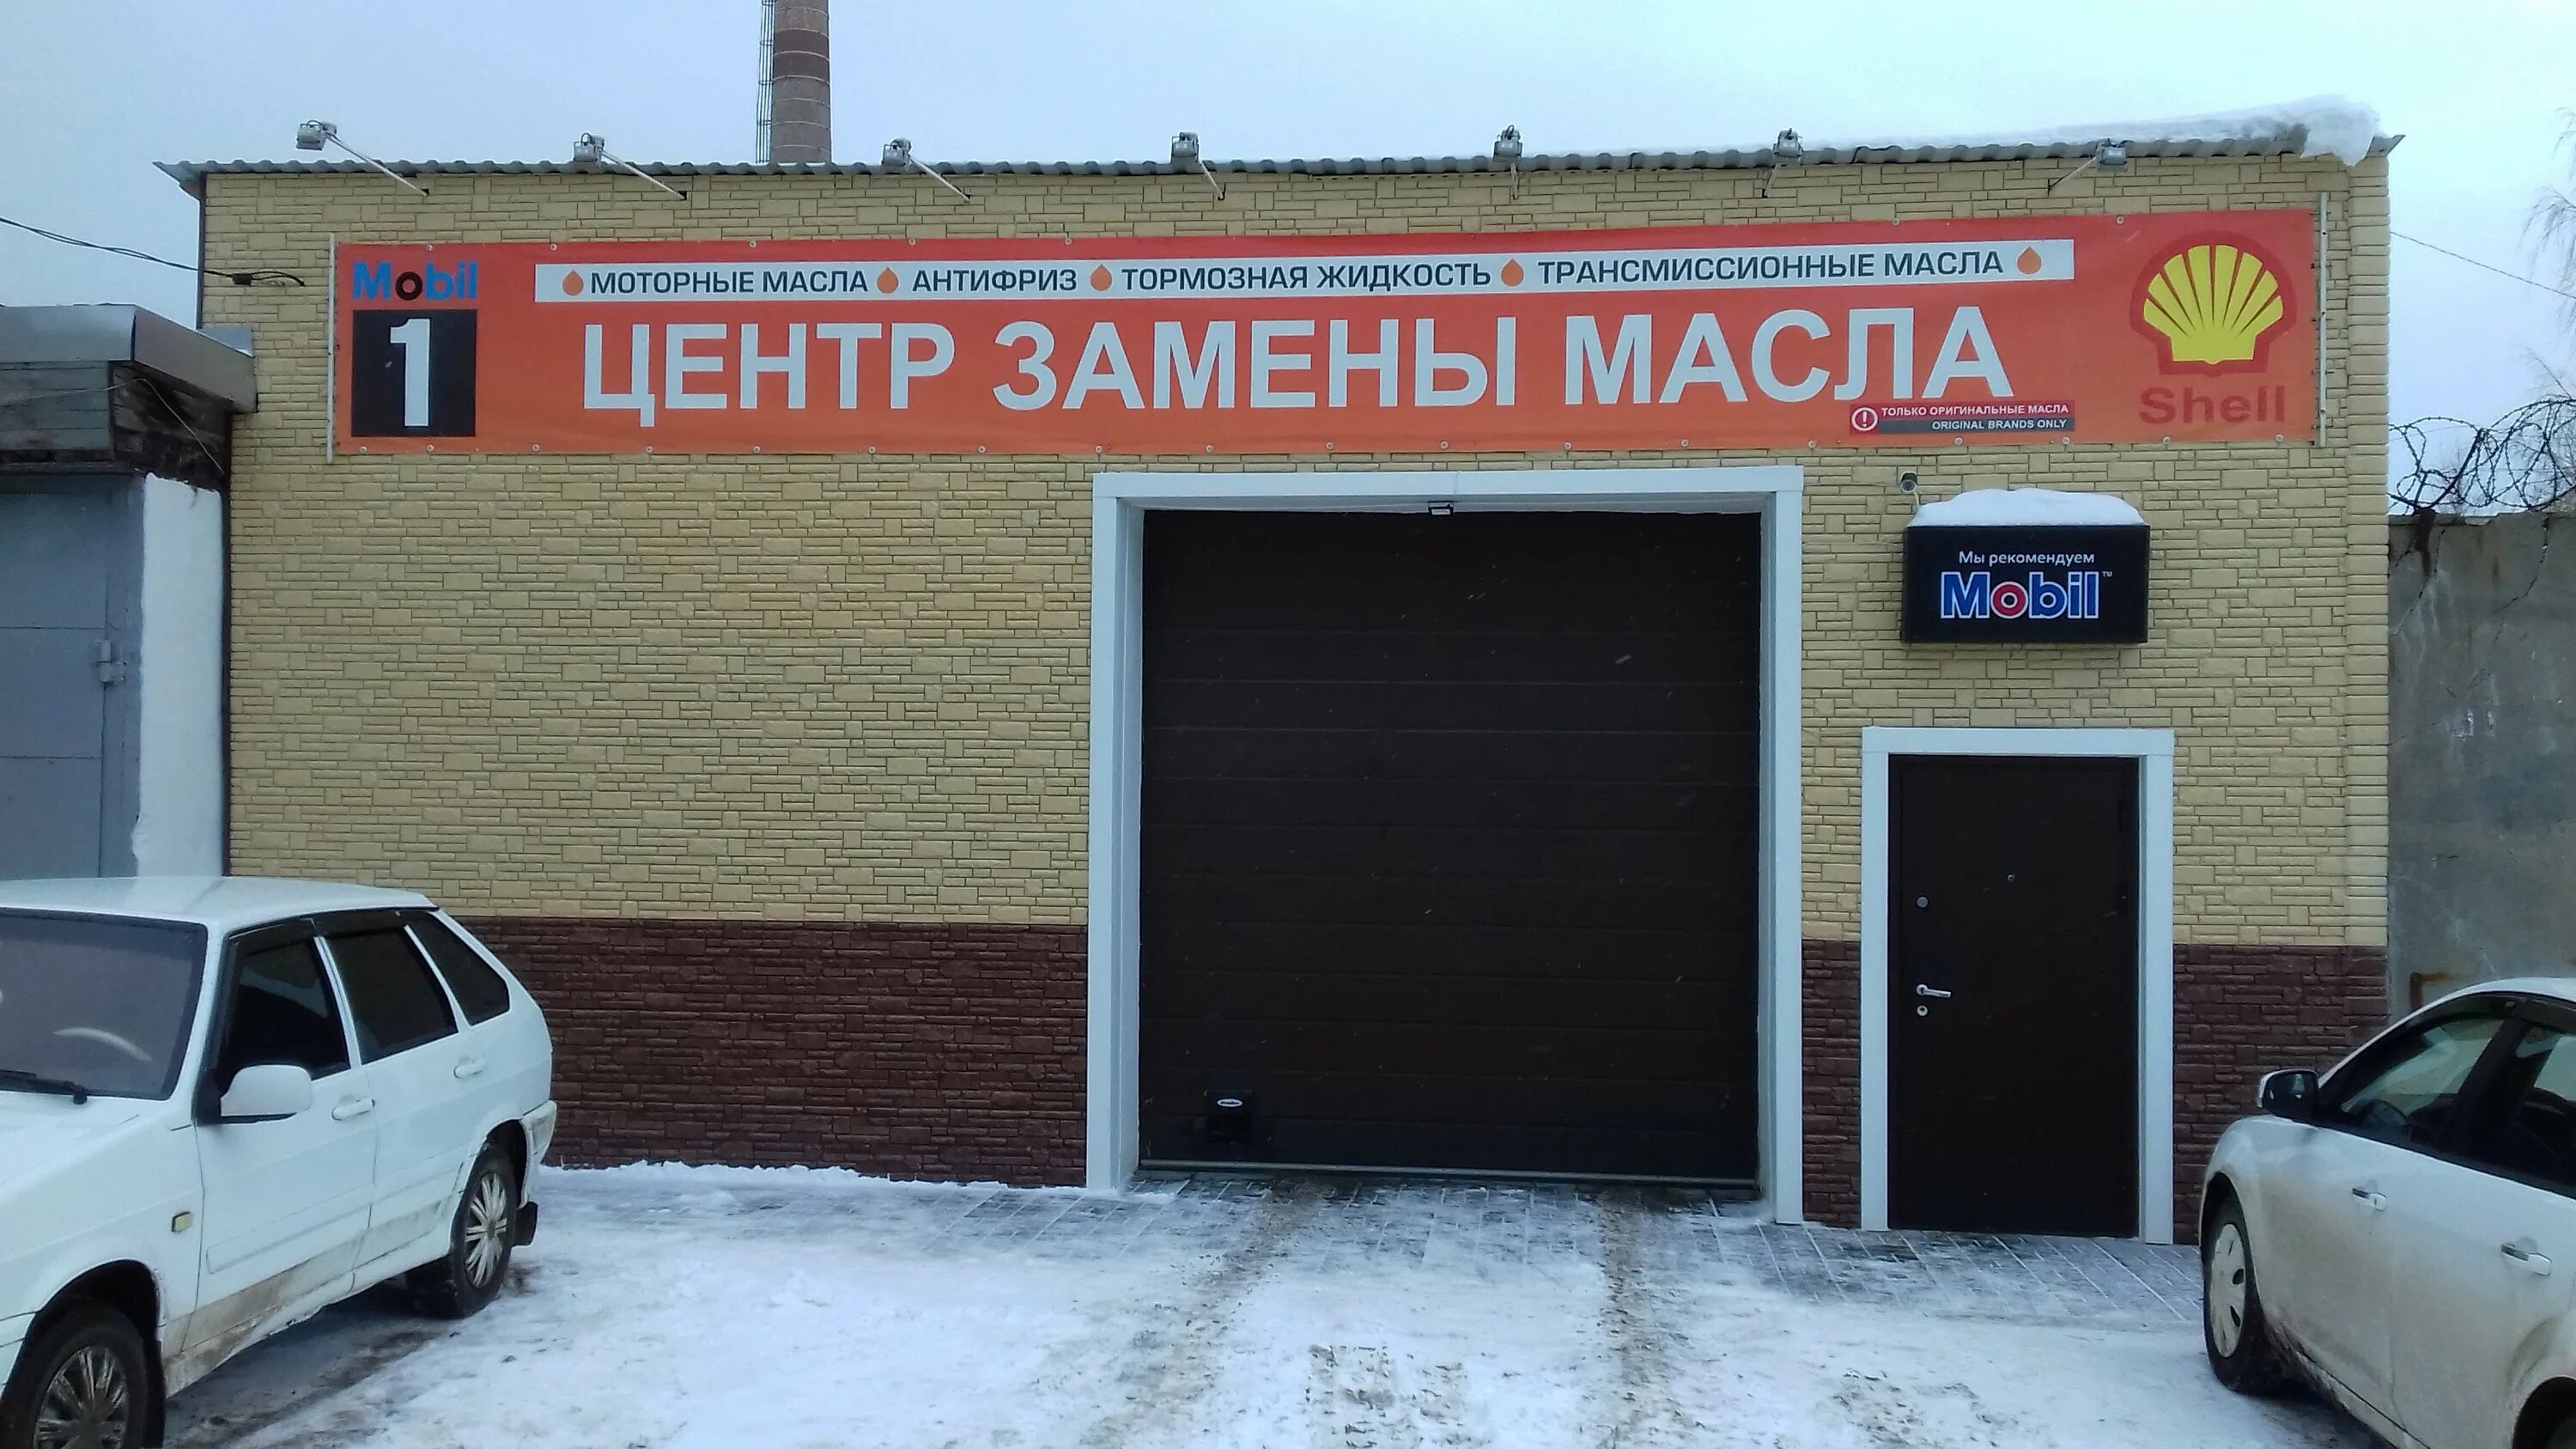 Mobil
1
МОТОРНЫЕ МАСЛА АНТИФРИЗ ТОРМОЗНАЯ ЖИДКОСТЬ ТРАНСМИССИОННЫЕ МАСЛА
ЦЕНТР ЗАМЕНЫ МАСЛА
ТОЛЬКО ОРИГИНАЛЬНЫЕ МАСЛА
ORIGINAL BRANDS ONLY
Shell
Мы рекомендуем
Mobil™